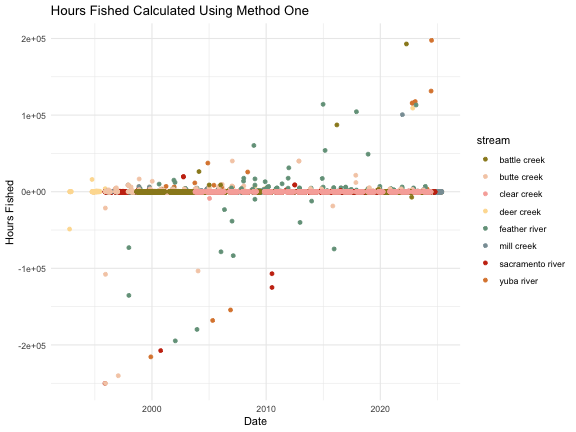 Hours Fished Calculated Using Method One
2e+05
1e+05
0e+00
-1e+05
-2e+05
Hours Fished
2000
2010
2020
Date
stream
battle creek
butte creek
clear creek
deer creek
feather river
mill creek
sacramento river
yuba river